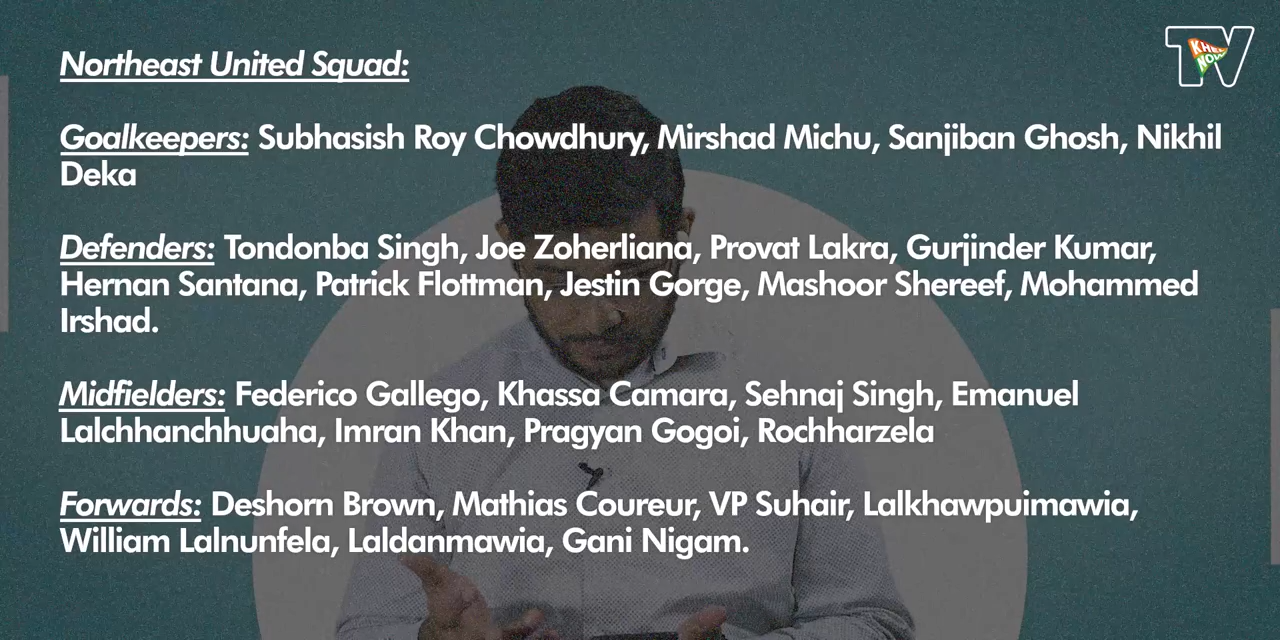 Northeast United Squad:
KHEL NOW TV
Goalkeepers: Subhasish Roy Chowdhury, Mirshad Michu, Sanjiban Ghosh, Nikhil
Deka
Defenders: Tondonba Singh, Joe Zoherliana, Provat Lakra, Gurjinder Kumar,
Hernan Santana, Patrick Flottman, Jestin Gorge, Mashoor Shereef, Mohammed
Irshad.
Midfielders: Federico Gallego, Khassa Camara, Sehnaj Singh, Emanuel
Lalchhanchhuaha, Imran Khan, Pragyan Gogoi, Rochharzela
Forwards: Deshorn Brown, Mathias Coureur, VP Suhair, Lalkhawpuimawia,
William Lalnunfela, Laldanmawia, Gani Nigam.